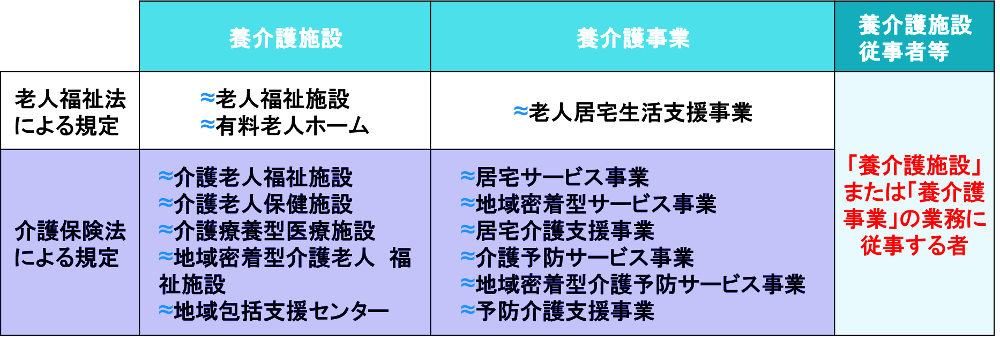 養介護施設
養介護事業
養介護施設
従事者等
老人福祉法
による規定
≈老人福祉施設
≈有料老人ホーム
≈老人居宅生活支援事業
介護保険法
による規定
≈介護老人福祉施設
≈介護老人保健施設
≈介護療養型医療施設
≈地域密着型介護老人　福
祉施設
≈地域包括支援センター
≈居宅サービス事業
≈地域密着型サービス事業
≈居宅介護支援事業
≈介護予防サービス事業
≈地域密着型介護予防サービス事業
≈予防介護支援事業
「養介護施設」
または「養介護
事業」の業務に
従事する者